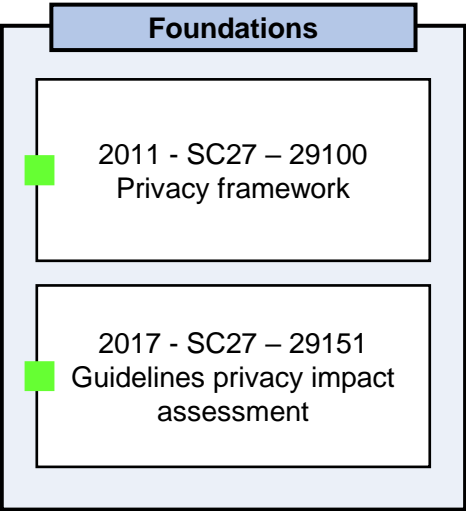 Foundations
2011 - SC27 – 29100
Privacy framework
2017 - SC27 – 29151
Guidelines privacy impact
assessment